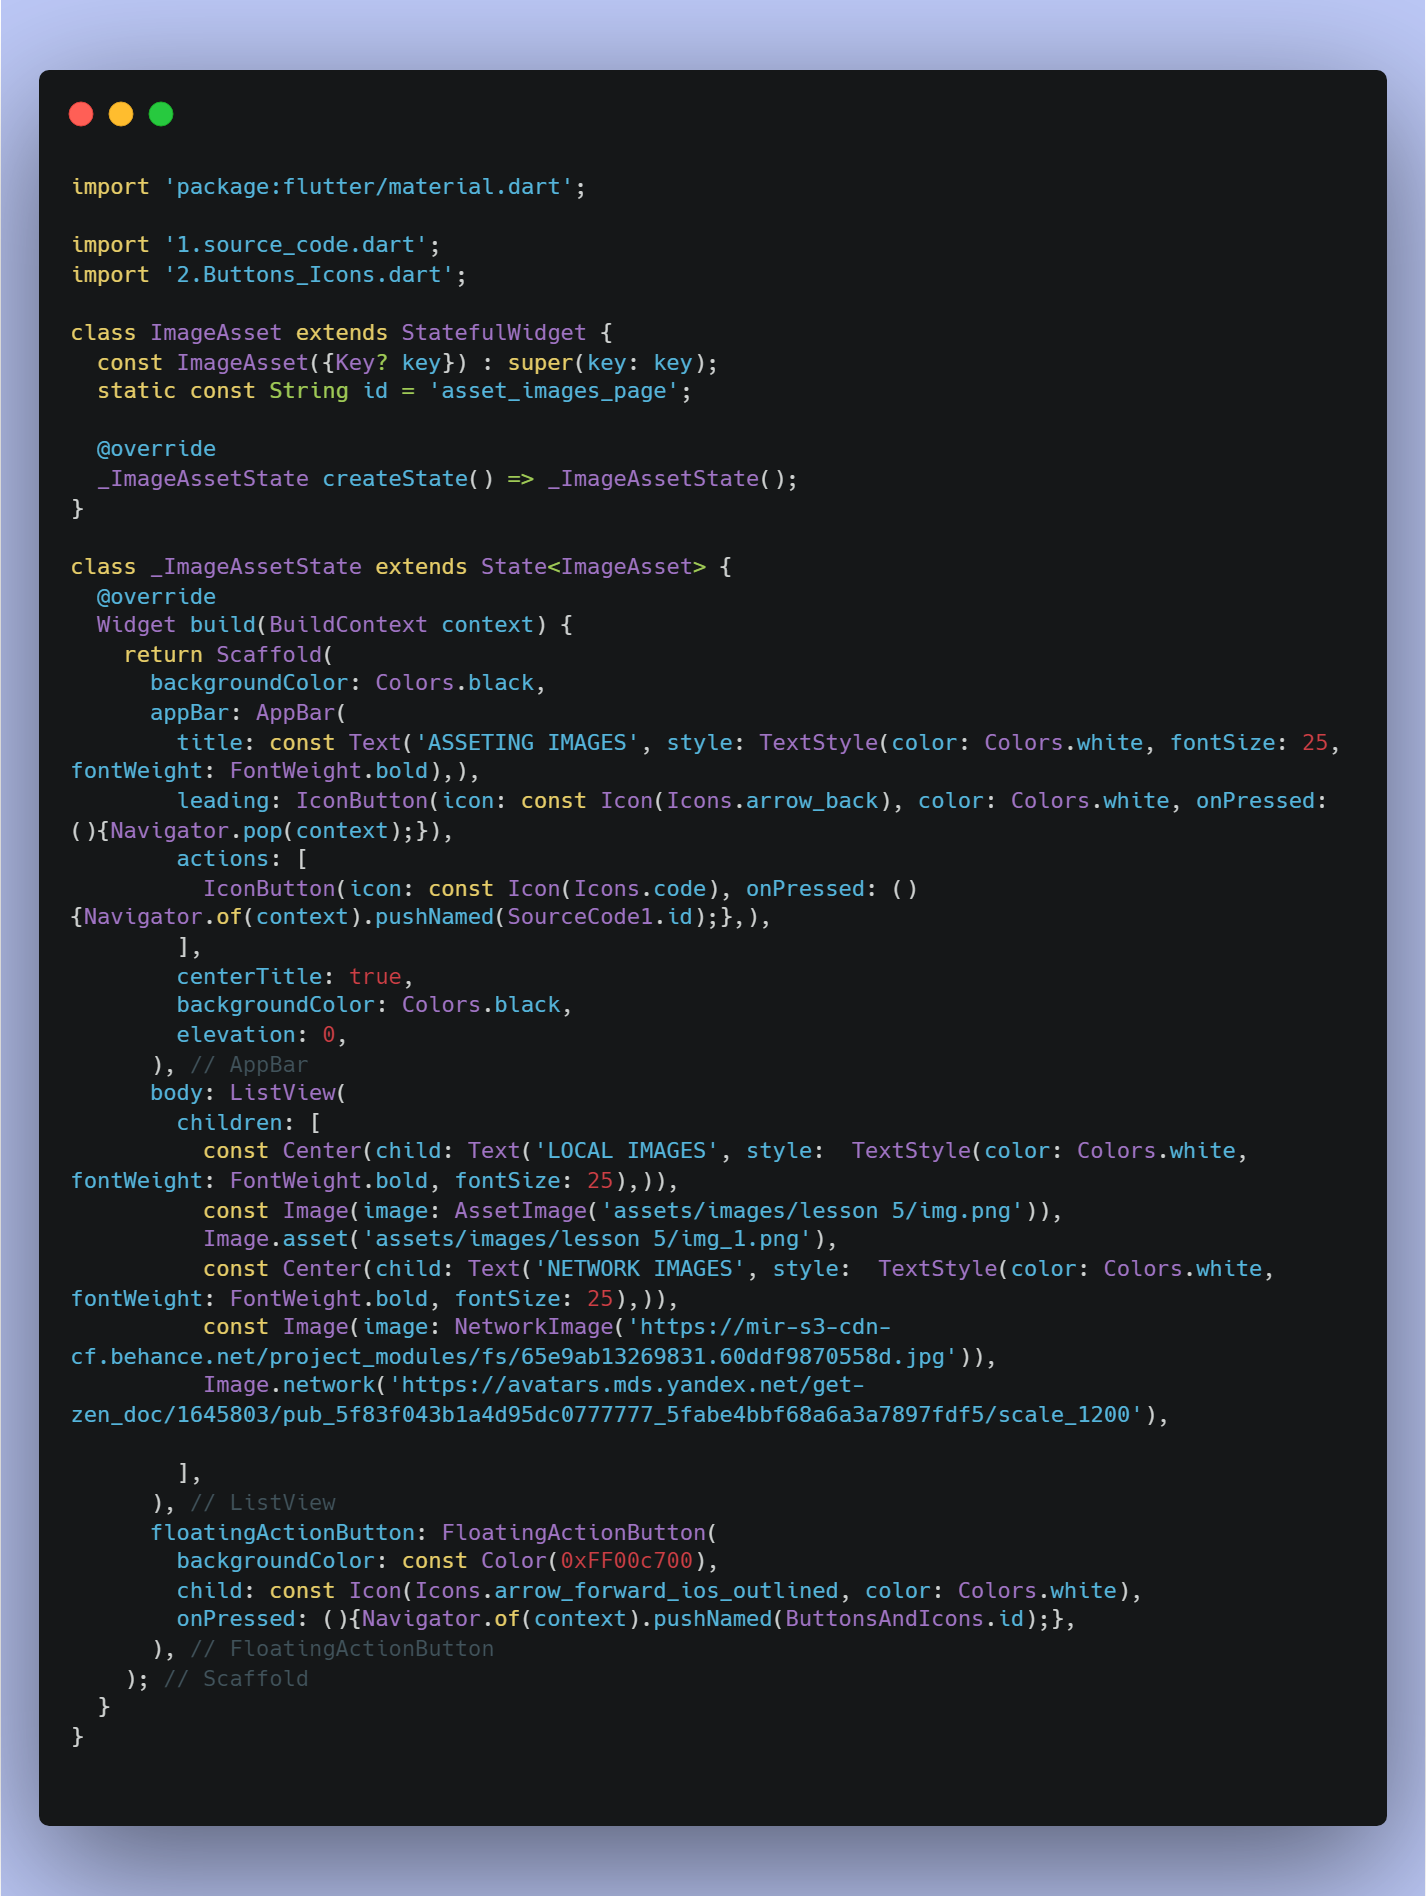 import 'package:flutter/material.dart';

import '1.source_code.dart';
import '2.Buttons_Icons.dart';

class ImageAsset extends StatefulWidget {
  const ImageAsset({Key? key}) : super(key: key);
  static const String id = 'asset_images_page';

  @override
  _ImageAssetState createState() => _ImageAssetState();
}

class _ImageAssetState extends State<ImageAsset> {
  @override
  Widget build(BuildContext context) {
    return Scaffold(
      backgroundColor: Colors.black,
      appBar: AppBar(
        title: const Text('ASSETING IMAGES', style: TextStyle(color: Colors.white, fontSize: 25,
fontWeight: FontWeight.bold),),
        leading: IconButton(icon: const Icon(Icons.arrow_back), color: Colors.white, onPressed:
(){Navigator.pop(context);}),
        actions: [
          IconButton(icon: const Icon(Icons.code), onPressed: ()
{Navigator.of(context).pushNamed(SourceCode1.id);},),
        ],
        centerTitle: true,
        backgroundColor: Colors.black,
        elevation: 0,
      ), // AppBar
      body: ListView(
        children: [
          const Center(child: Text('LOCAL IMAGES', style:  TextStyle(color: Colors.white,
fontWeight: FontWeight.bold, fontSize: 25),)),
          const Image(image: AssetImage('assets/images/lesson 5/img.png')),
          Image.asset('assets/images/lesson 5/img_1.png'),
          const Center(child: Text('NETWORK IMAGES', style:  TextStyle(color: Colors.white,
fontWeight: FontWeight.bold, fontSize: 25),)),
          const Image(image: NetworkImage('https://mir-s3-cdn-
cf.behance.net/project_modules/fs/65e9ab13269831.60ddf9870558d.jpg')),
          Image.network('https://avatars.mds.yandex.net/get-
zen_doc/1645803/pub_5f83f043b1a4d95dc0777777_5fabe4bbf68a6a3a7897fdf5/scale_1200'),

        ],
      ), // ListView
      floatingActionButton: FloatingActionButton(
        backgroundColor: const Color(0xFF00c700),
        child: const Icon(Icons.arrow_forward_ios_outlined, color: Colors.white),
        onPressed: (){Navigator.of(context).pushNamed(ButtonsAndIcons.id);},
      ), // FloatingActionButton
    ); // Scaffold
  }
}